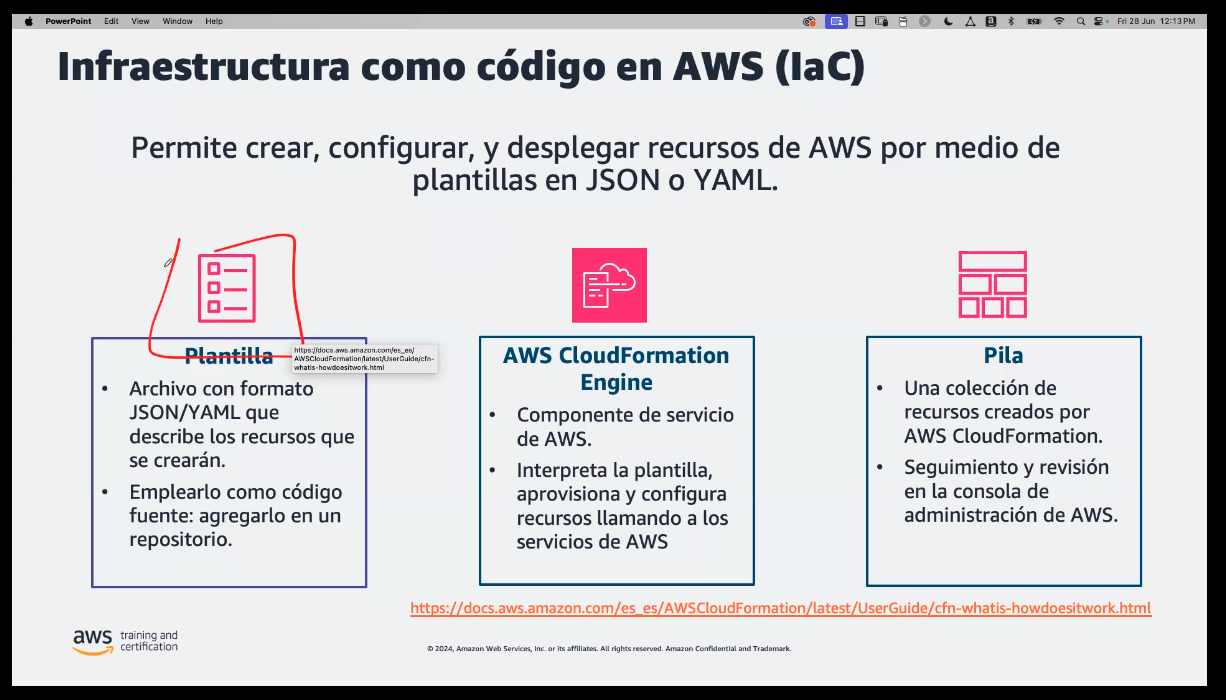 PowerPoint Edit View Window Help
Fri 28 Jun 12:13 PM
Infraestructura como código en AWS (IaC)
Permite crear, configurar, y desplegar recursos de AWS por medio de
plantillas en JSON o YAML.
Plantilla
• Archivo con formato
JSON/YAML que
describe los recursos que
se crearán.
• Emplearlo como código
fuente: agregarlo en un
repositorio.
https://docs.aws.amazon.com/es_es/
AWSCloudFormation/latest/UserGuide/cfn-
whatis-howdoesitwork.html
AWS CloudFormation
Engine
• Componente de servicio
de AWS.
• Interpreta la plantilla,
aprovisiona y configura
recursos llamando a los
servicios de AWS
Pila
• Una colección de
recursos creados por
AWS CloudFormation.
• Seguimiento y revisión
en la consola de
administración de AWS.
https://docs.aws.amazon.com/es_es/AWSCloudFormation/latest/UserGuide/cfn-whatis-howdoesitwork.html
aws training and
certification
© 2024, Amazon Web Services, Inc. or its affiliates. All rights reserved. Amazon Confidential and Trademark.